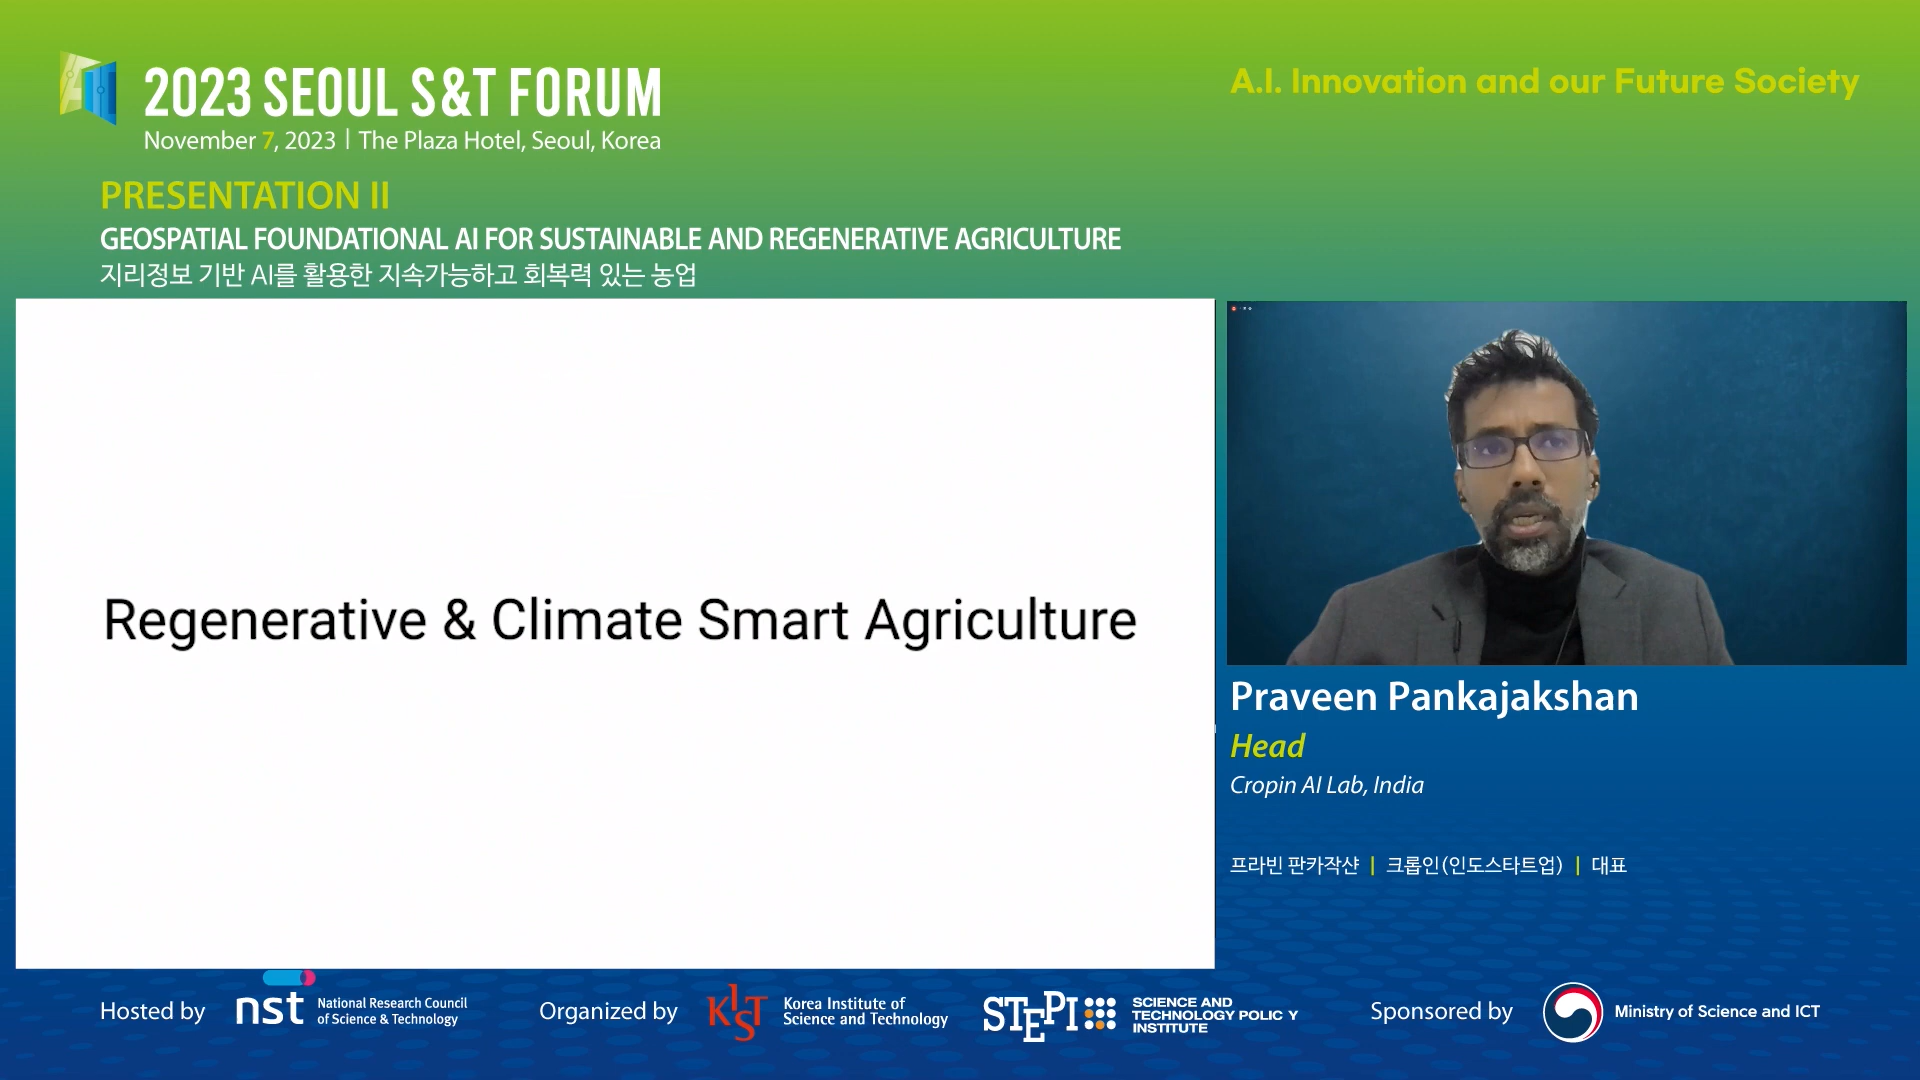 2023 SEOUL S&T FORUM
November 7, 2023 | The Plaza Hotel, Seoul, Korea
A.I. Innovation and our Future Society
PRESENTATION II
GEOSPATIAL FOUNDATIONAL AI FOR SUSTAINABLE AND REGENERATIVE AGRICULTURE
지리정보 기반 AI를 활용한 지속가능하고 회복력 있는 농업
Regenerative & Climate Smart Agriculture
Praveen Pankajakshan
Head
Cropin AI Lab, India
프라빈 판카작샨 | 크롭인(인도스타트업) | 대표
Hosted by
nst
National Research Council
of Science & Technology
Organized by
KIST
Korea Institute of
Science and Technology
STEPI
SCIENCE AND
TECHNOLOGY POLIC Y
INSTITUTE
Sponsored by
Ministry of Science and ICT